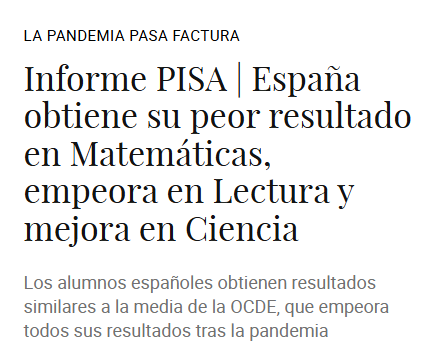 LA PANDEMIA PASA FACTURA
Informe PISA | España
obtiene su peor resultado
en Matemáticas,
empeora en Lectura y
mejora en Ciencia
Los alumnos españoles obtienen resultados
similares a la media de la OCDE, que empeora
todos sus resultados tras la pandemia